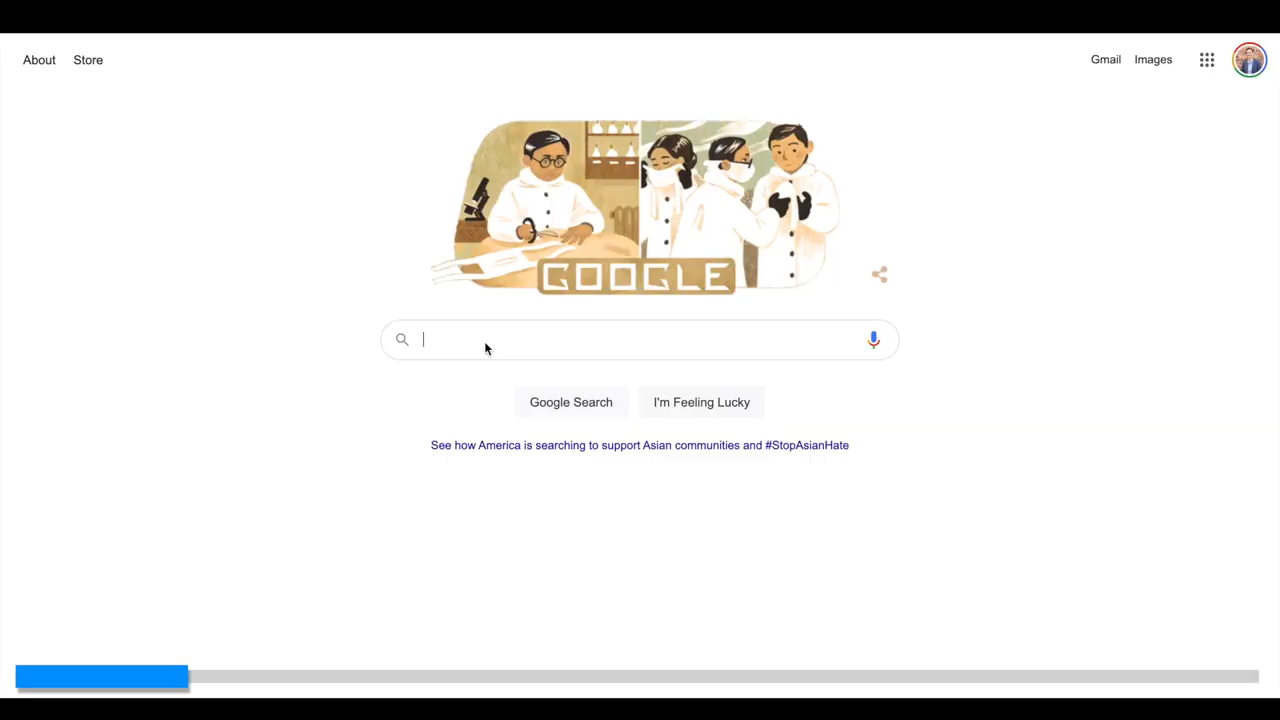 About Store
Gmail Images
GOOGLE
Google Search I'm Feeling Lucky
See how America is searching to support Asian communities and #StopAsianHate